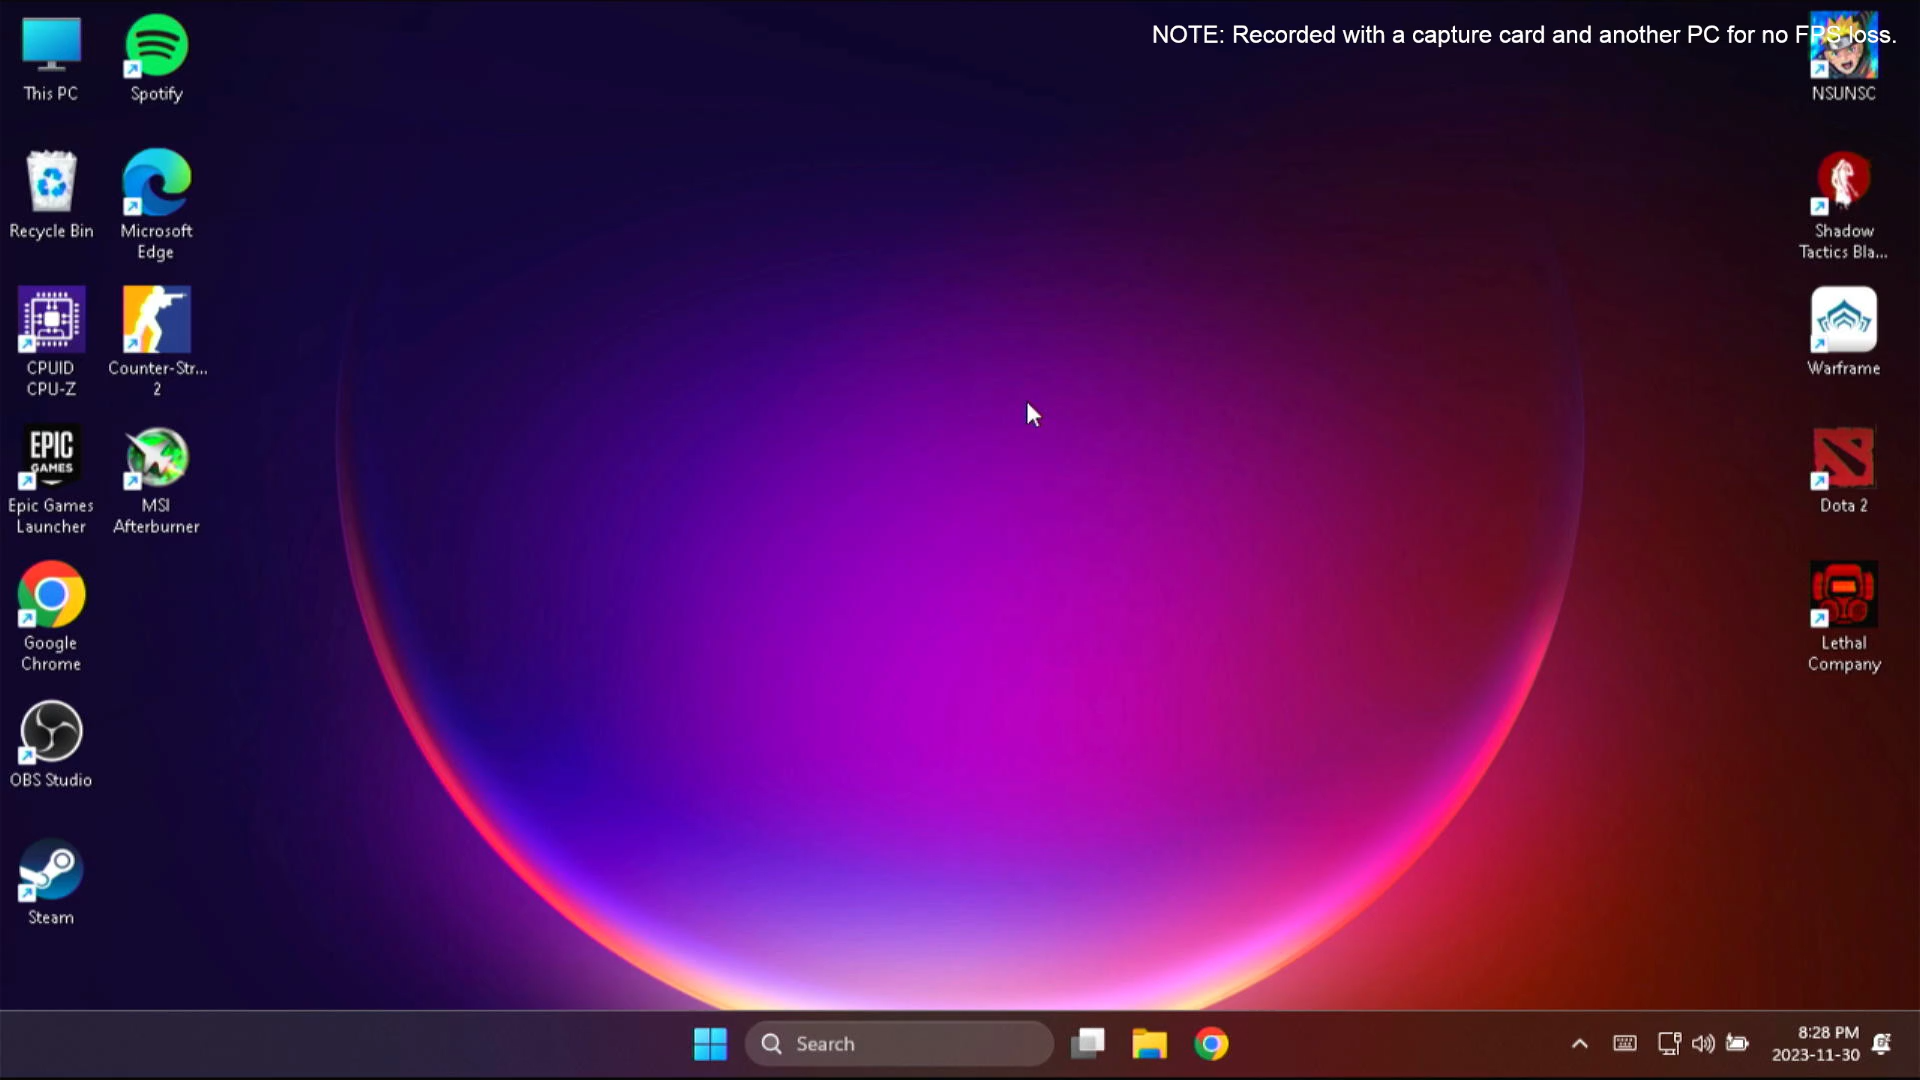 NOTE: Recorded with a capture card and another PC for no FPS loss.
This PC
Spotify
Recycle Bin
Microsoft
Edge
CPUID
CPU-Z
Counter-Str...
2
EPIC
GAMES
Epic Games
Launcher
MSI
Afterburner
Google
Chrome
OBS Studio
Steam
NSUNSC
Shadow
Tactics Bla...
Warframe
Dota 2
Lethal
Company
Search
8:28 PM
2023-11-30